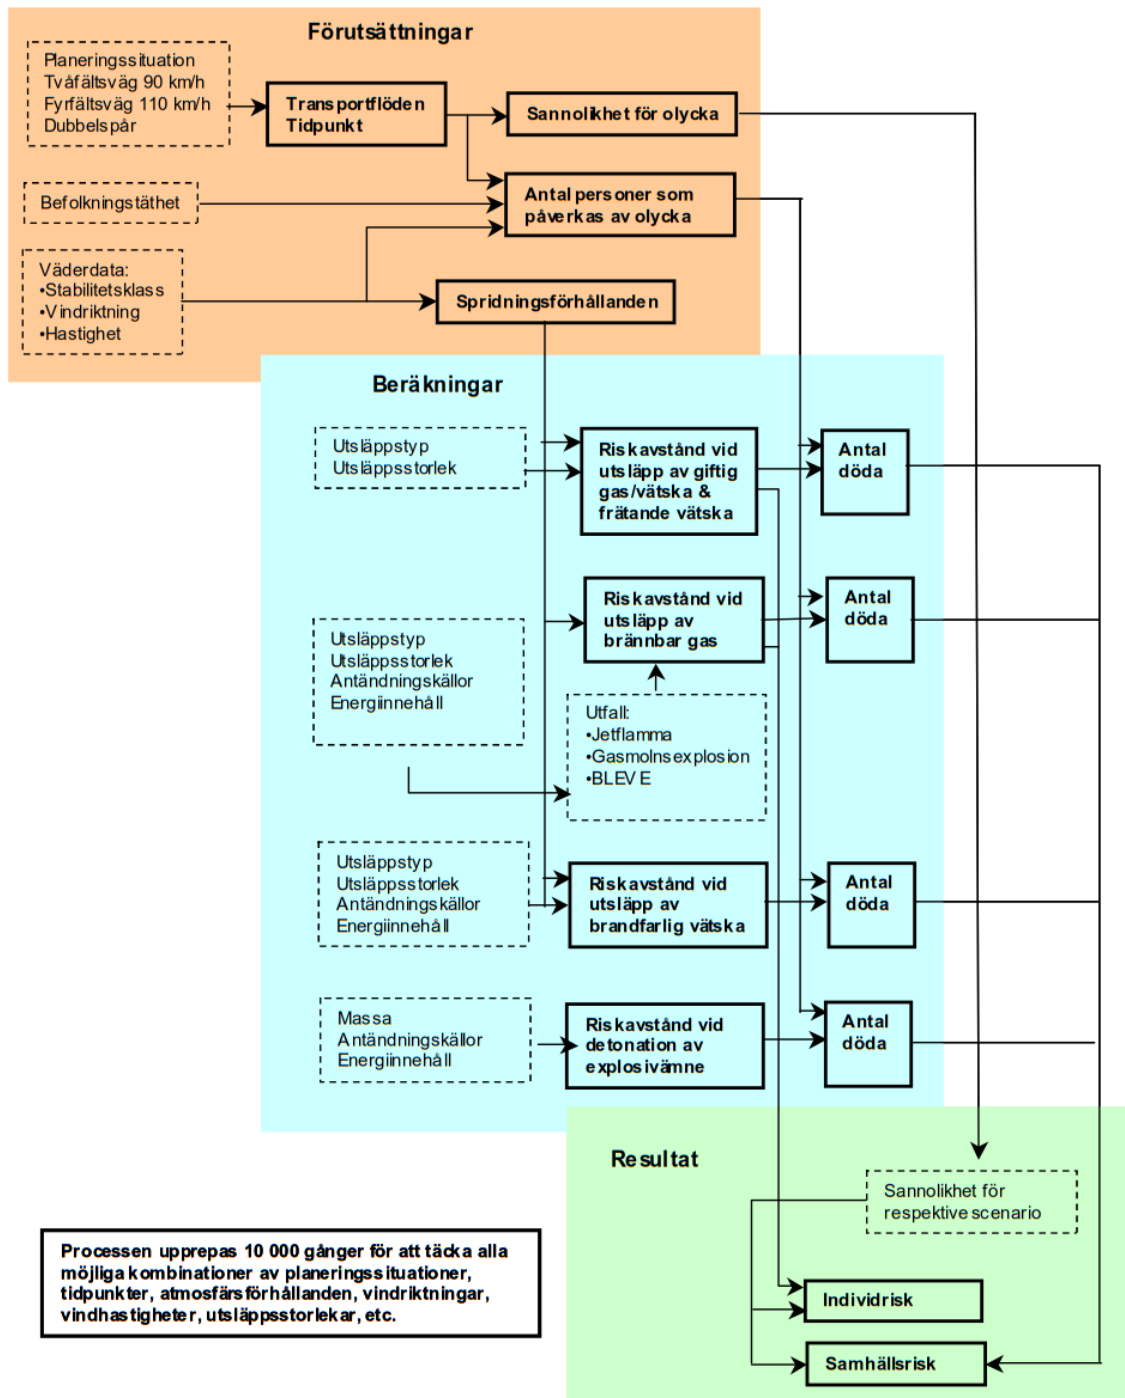 Förutsättningar
Planeringssituation
Tvåfältsväg 90 km/h
Fyrfältsväg 110 km/h
Dubbelspår
Transportflöden
Tidpunkt
Sannolikhet för olycka
Befolkningstäthet
Antal personer som
påverkas av olycka
Väderdata:
•Stabilitetsklass
•Vindriktning
•Hastighet
Spridningsförhållanden
Beräkningar
Utsläppstyp
Utsläppsstorlek
Riskavstånd vid
utsläpp av giftig
gas/vätska &
frätande vätska
Antal
döda
Utsläppstyp
Utsläppsstorlek
Antändningskällor
Energiinnehåll
Riskavstånd vid
utsläpp av
brännbar gas
Antal
döda
Utfall:
•Jetflamma
•Gasmolnsexplosion
•BLEVE
Utsläppstyp
Utsläppsstorlek
Antändningskällor
Energiinnehåll
Riskavstånd vid
utsläpp av
brandfarlig vätska
Antal
döda
Massa
Antändningskällor
Energiinnehåll
Riskavstånd vid
detonation av
explosivämne
Antal
döda
Resultat
Sannolikhet för
respektive scenario
Individrisk
Samhällsrisk
Processen upprepas 10 000 gånger för att täcka alla
möjliga kombinationer av planeringssituationer,
tidpunkter, atmosfärsförhållanden, vindriktningar,
vindhastigheter, utsläppsstorlekar, etc.